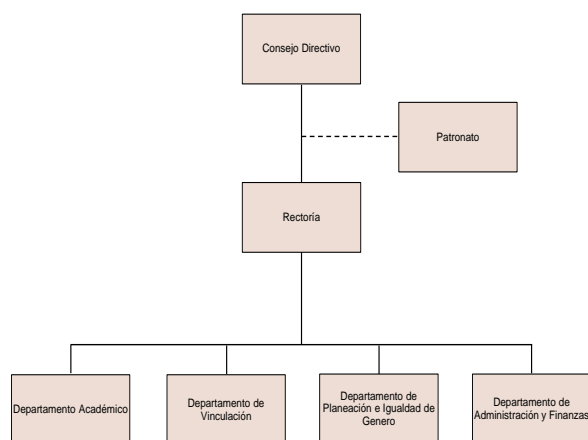 Consejo Directivo
Patronato
Rectoría
Departamento Académico
Departamento de
Vinculación
Departamento de
Planeación e Igualdad de
Genero
Departamento de
Administración y Finanzas